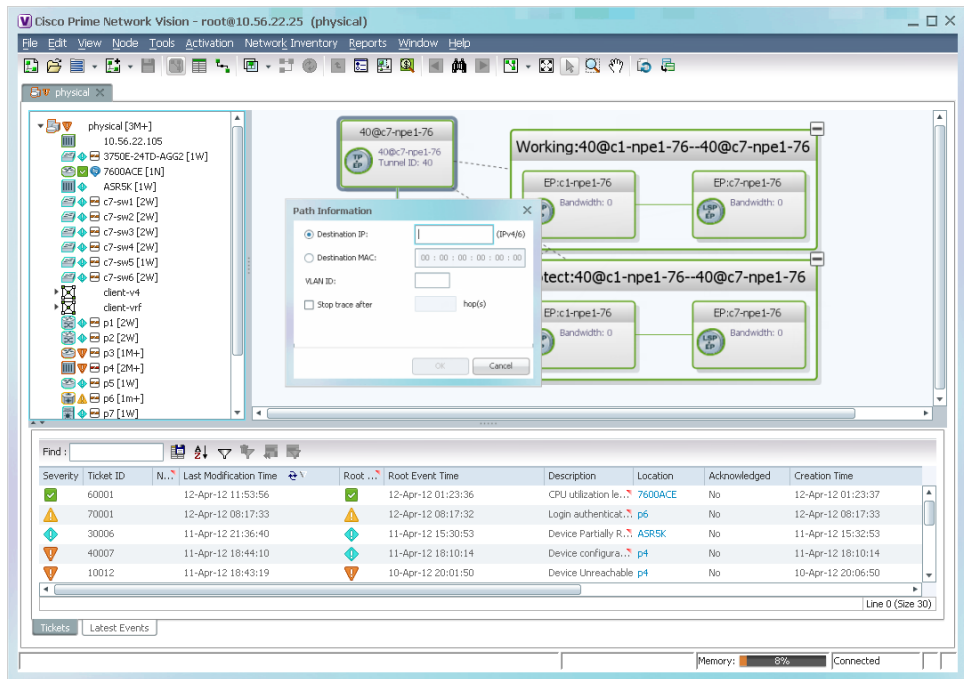 Cisco Prime Network Vision - root@10.56.22.25 (physical)
File Edit View Node Tools Activation Network Inventory Reports Window Help
physical
physical [3M+]
10.56.22.105
3750E-24TD-AGG2 [1W]
7600ACE [1N]
ASR5K [1W]
c7-sw1 [2W]
c7-sw2 [2W]
c7-sw3 [2W]
c7-sw4 [2W]
c7-sw5 [1W]
c7-sw6 [2W]
client-v4
client-vrf
p1 [2W]
p2 [2W]
p3 [1M+]
p4 [2M+]
p5 [1W]
p6 [1m+]
p7 [1W]
40@c7-npe1-76
TP EP
40@c7-npe1-76
Tunnel ID: 40
Working:40@c1-npe1-76--40@c7-npe1-76
EP:c1-npe1-76
Bandwidth: 0
EP:c7-npe1-76
LSP EP
Bandwidth: 0
otect:40@c1-npe1-76--40@c7-npe1-76
EP:c1-npe1-76
Bandwidth: 0
EP:c7-npe1-76
LSP EP
Bandwidth: 0
Path Information
Destination IP: (IPv4/6)
Destination MAC: 00 : 00 : 00 : 00 : 00 : 00
VLAN ID:
Stop trace after hop(s)
OK Cancel
Find :
Severity Ticket ID N... Last Modification Time Root ... Root Event Time Description Location Acknowledged Creation Time
60001 12-Apr-12 11:53:56 12-Apr-12 01:23:36 CPU utilization le... 7600ACE No 12-Apr-12 01:23:37
70001 12-Apr-12 08:17:33 12-Apr-12 08:17:32 Login authenticat... p6 No 12-Apr-12 08:17:33
30006 11-Apr-12 21:36:40 11-Apr-12 15:30:53 Device Partially R... ASR5K No 11-Apr-12 15:32:53
40007 11-Apr-12 18:44:10 11-Apr-12 18:10:14 Device configura... p4 No 11-Apr-12 18:10:14
10012 11-Apr-12 18:43:19 10-Apr-12 20:01:50 Device Unreachable p4 No 10-Apr-12 20:06:50
Line 0 (Size 30)
Tickets Latest Events
Memory: 8% Connected